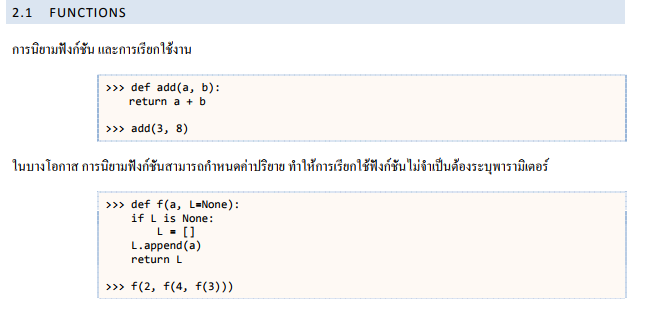 2.1 FUNCTIONS
การนิยามฟังก์ชัน และการเรียกใช้งาน
>>> def add(a, b):
return a + b
>>> add(3, 8)
ในบางโอกาส การนิยามฟังก์ชันสามารถกำหนดค่าปริยาย ทำให้การเรียกใช้ฟังก์ชันไม่จำเป็นต้องระบุพารามิเตอร์
>>> def f(a, L=None):
if L is None:
L = []
L.append(a)
return L
>>> f(2, f(4, f(3)))